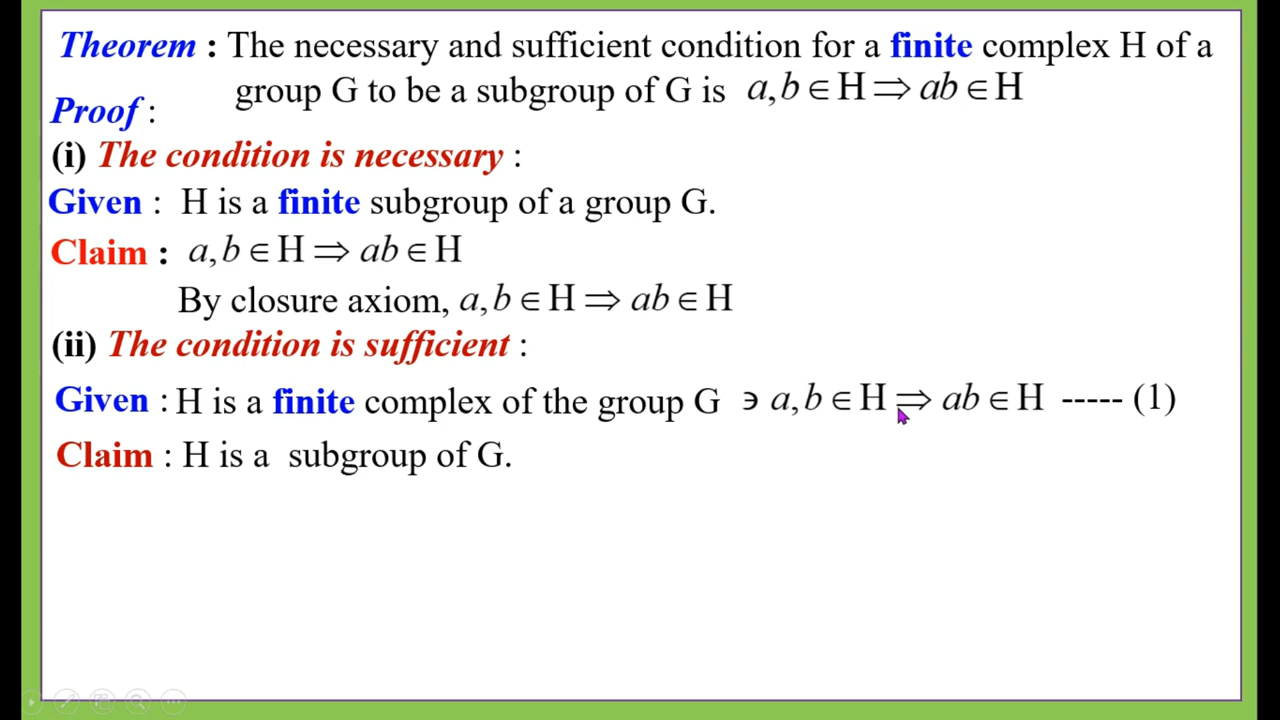 Theorem : The necessary and sufficient condition for a finite complex H of a
group G to be a subgroup of G is a, b ∈ H ⇒ ab ∈ H
Proof :
(i) The condition is necessary :
Given : H is a finite subgroup of a group G.
Claim : a, b ∈ H ⇒ ab ∈ H
By closure axiom, a, b ∈ H ⇒ ab ∈ H
(ii) The condition is sufficient :
Given : H is a finite complex of the group G ∍ a, b ∈ H ⇒ ab ∈ H ----- (1)
Claim : H is a subgroup of G.